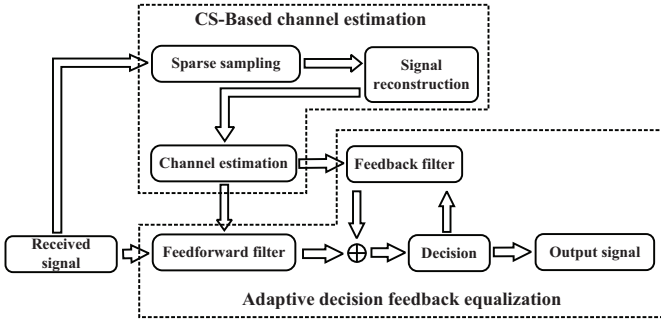 CS-Based channel estimation
Sparse sampling
Signal
reconstruction
Channel estimation
Feedback filter
Received
signal
Feedforward filter
Decision
Output signal
Adaptive decision feedback equalization